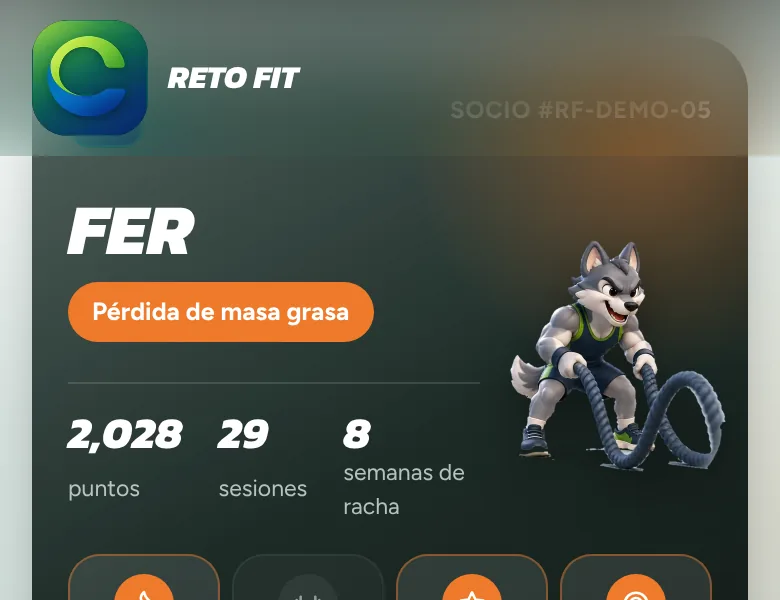 RETO FIT
SOCIO #RF-DEMO-05
FER
Pérdida de masa grasa
2,028
puntos
29
sesiones
8
semanas de
racha